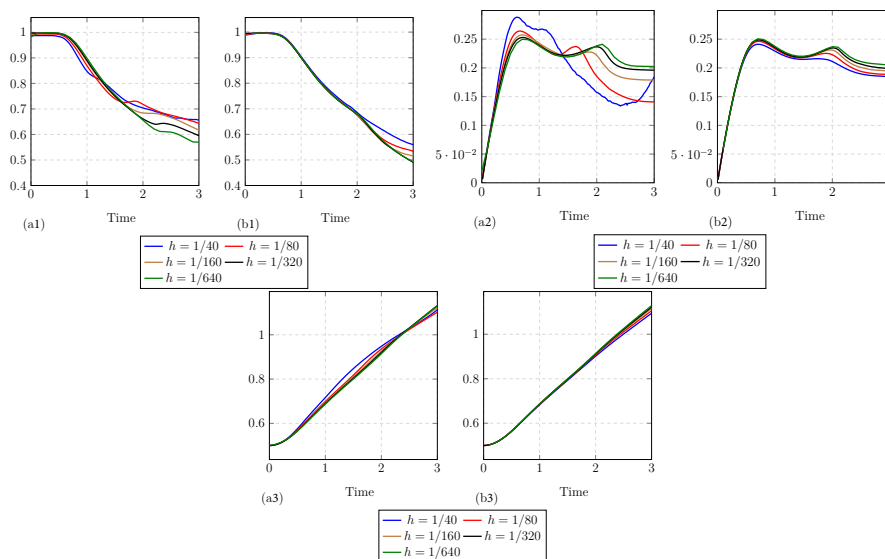 1
0.9
0.8
0.7
0.6
0.5
0.4
0 1 2 3
(a1) Time
1
0.9
0.8
0.7
0.6
0.5
0.4
0 1 2 3
(b1) Time
h = 1/40 h = 1/80
h = 1/160 h = 1/320
h = 1/640
0.25
0.2
0.15
0.1
5 · 10⁻²
0 1 2 3
(a2) Time
0.25
0.2
0.15
0.1
5 · 10⁻²
0 1 2 3
(b2) Time
h = 1/40 h = 1/80
h = 1/160 h = 1/320
h = 1/640
1
0.8
0.6
0 1 2 3
(a3) Time
1
0.8
0.6
0 1 2 3
(b3) Time
h = 1/40 h = 1/80
h = 1/160 h = 1/320
h = 1/640